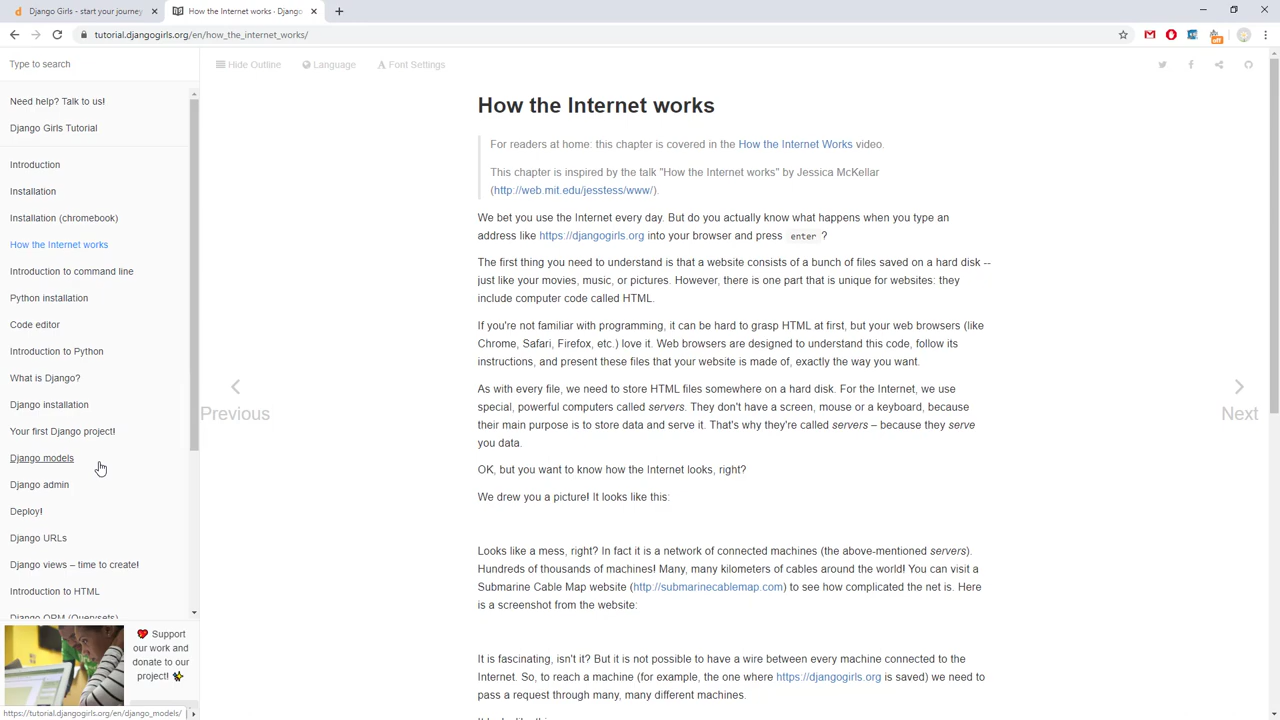 Django Girls - start your journey
How the Internet works · Django
tutorial.djangogirls.org/en/how_the_internet_works/
off
Type to search
Hide Outline
Language
Font Settings
Need help? Talk to us!
Django Girls Tutorial
Introduction
Installation
Installation (chromebook)
How the Internet works
Introduction to command line
Python installation
Code editor
Introduction to Python
What is Django?
Django installation
Your first Django project!
Django models
Django admin
Deploy!
Django URLs
Django views – time to create!
Introduction to HTML
Django ORM (Querysets)
Support
our work and
donate to our
project!
https://tutorial.djangogirls.org/en/django_models/
Previous
Next
How the Internet works
For readers at home: this chapter is covered in the How the Internet Works video.
This chapter is inspired by the talk "How the Internet works" by Jessica McKellar
(http://web.mit.edu/jesstess/www/).
We bet you use the Internet every day. But do you actually know what happens when you type an
address like https://djangogirls.org into your browser and press enter ?
The first thing you need to understand is that a website consists of a bunch of files saved on a hard disk --
just like your movies, music, or pictures. However, there is one part that is unique for websites: they
include computer code called HTML.
If you're not familiar with programming, it can be hard to grasp HTML at first, but your web browsers (like
Chrome, Safari, Firefox, etc.) love it. Web browsers are designed to understand this code, follow its
instructions, and present these files that your website is made of, exactly the way you want.
As with every file, we need to store HTML files somewhere on a hard disk. For the Internet, we use
special, powerful computers called servers. They don't have a screen, mouse or a keyboard, because
their main purpose is to store data and serve it. That's why they're called servers – because they serve
you data.
OK, but you want to know how the Internet looks, right?
We drew you a picture! It looks like this:
Looks like a mess, right? In fact it is a network of connected machines (the above-mentioned servers).
Hundreds of thousands of machines! Many, many kilometers of cables around the world! You can visit a
Submarine Cable Map website (http://submarinecablemap.com) to see how complicated the net is. Here
is a screenshot from the website:
It is fascinating, isn't it? But it is not possible to have a wire between every machine connected to the
Internet. So, to reach a machine (for example, the one where https://djangogirls.org is saved) we need to
pass a request through many, many different machines.
It looks like this: